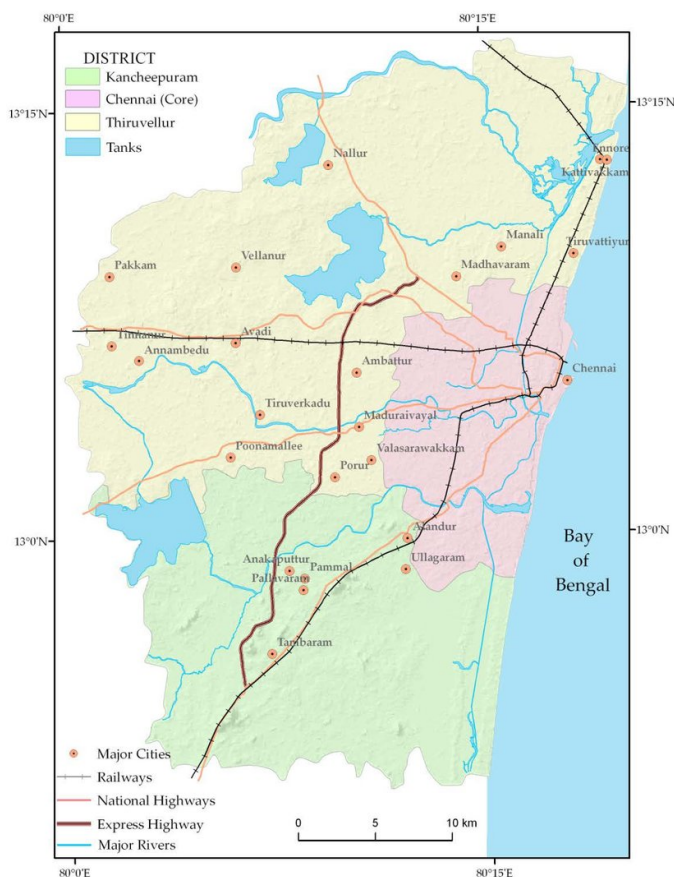 80°0'E
80°15'E
DISTRICT
Kancheepuram
Chennai (Core)
Thiruvellur
Tanks
13°15'N
13°15'N
Nallur
Ennore
Kattivakkam
Manali
Tiruvattiyur
Vellanur
Pakkam
Madhavaram
Tinnanur
Avadi
Annambedu
Ambattur
Chennai
Tiruverkadu
Maduraivayal
Poonamallee
Valasarawakkam
Porur
13°0'N
13°0'N
Alandur
Bay
of
Bengal
Anakaputtur
Pammal
Ullagaram
Pallavaram
Tambaram
Major Cities
Railways
National Highways
Express Highway
Major Rivers
0 5 10 km
80°0'E
80°15'E